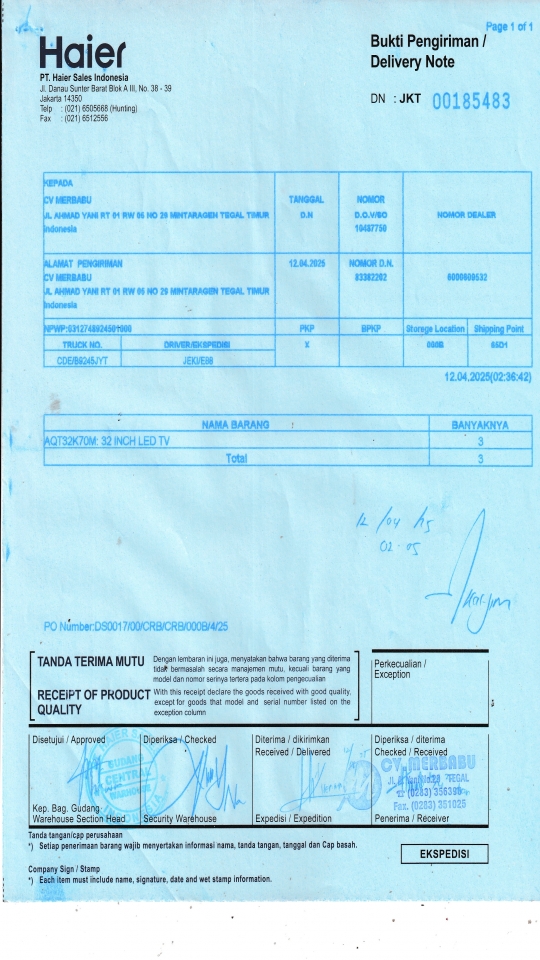 Page 1 of 1
Haier
PT. Haier Sales Indonesia
Jl. Danau Sunter Barat Blok A III, No. 38 - 39
Jakarta 14350
Telp : (021) 6505668 (Hunting)
Fax : (021) 6512556
Bukti Pengiriman /
Delivery Note
DN : JKT 00185483
KEPADA
CV MERBABU
JL AHMAD YANI RT 01 RW 05 NO 29 MINTARAGEN TEGAL TIMUR
Indonesia
TANGGAL
D.N
NOMOR
D.O.V/SO
10487750
NOMOR DEALER
ALAMAT PENGIRIMAN
CV MERBABU
JL AHMAD YANI RT 01 RW 05 NO 29 MINTARAGEN TEGAL TIMUR
Indonesia
12.04.2025
NOMOR D.N.
83382202
6000609532
PKP
BPKP
Storege Location
Shipping Point
TRUCK NO.
DRIVER/EKSPEDISI
X
000B
65D1
CDE/B9245JYT
12.04.2025(02:36:42)
NAMA BARANG BANYAKNYA
AQT32K70M: 32 INCH LED TV 3
Total 3
02-05
PO Number:DS0017/00/CRB/CRB/000B/4/25
TANDA TERIMA MUTU
Dengan lembaran ini juga, menyatakan bahwa barang yang diterima
tidak bermasalah secara manajemen mutu, kecuali barang yang
model dan nomor serinya tertera pada kolom pengecualian
RECEIPT OF PRODUCT
QUALITY
With this receipt declare the goods received with good quality,
except for goods that model and serial number listed on the
exception column
Perkecualian /
Exception
Disetujui / Approved
Diperiksa / Checked
Diterima / dikirimkan
Received / Delivered
Diperiksa / diterima
Checked / Received
GUDANG
CENTRAL
WAREHOUSE
CV. MERBABU
TEGAL
Fax. (0283) 351025
Kep. Bag. Gudang
Warehouse Section Head
Security Warehouse
Expedisi / Expedition
Penerima / Receiver
Tanda tangan/cap perusahaan
*) Setiap penerimaan barang wajib menyertakan informasi nama, tanda tangan, tanggal dan Cap basah.
EKSPEDISI
Company Sign / Stamp
*) Each item must include name, signature, date and wet stamp information.